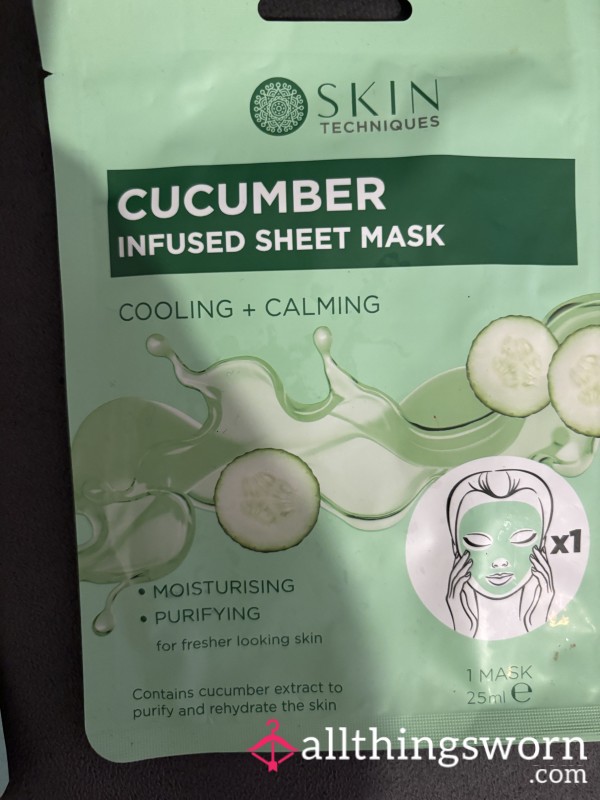 SKIN
TECHNIQUES
CUCUMBER
INFUSED SHEET MASK
COOLING + CALMING
x1
• MOISTURISING
• PURIFYING
for fresher looking skin
1 MASK
25ml ℮
Contains cucumber extract to
purify and rehydrate the skin
allthingsworn
.com